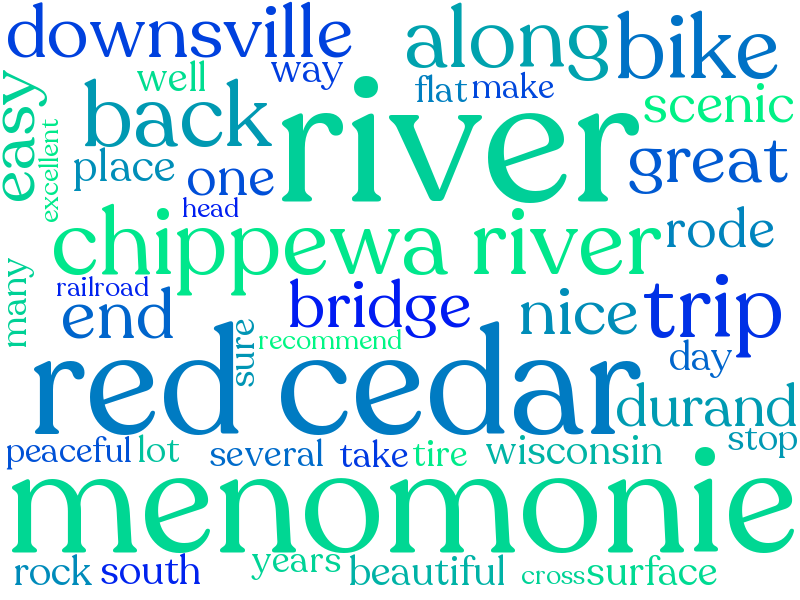 downsville
along
bike
well
way
flat
make
easy
back
river
scenic
excellent
place
one
great
head
chippewa river
rode
many
railroad
end
bridge
nice
trip
sure
recommend
day
red cedar
durand
stop
peaceful
lot
several
take
tire
wisconsin
menomonie
rock
south
years
beautiful
cross
surface